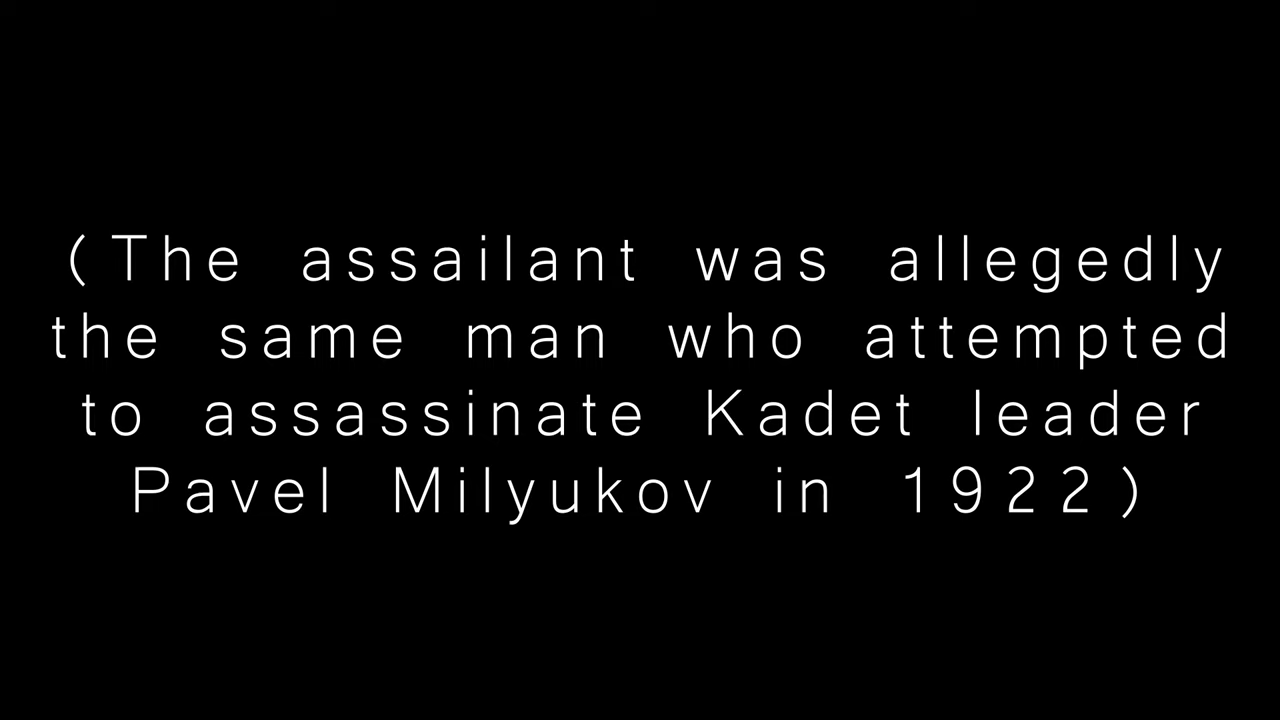 (The assailant was allegedly
the same man who attempted
to assassinate Kadet leader
Pavel Milyukov in 1922)